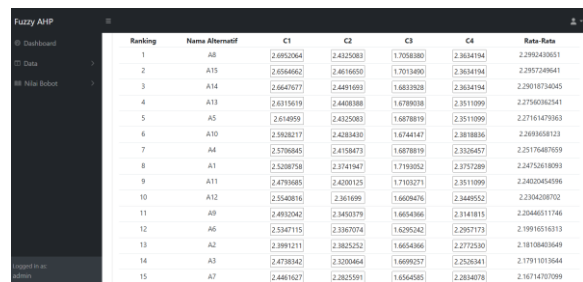 Fuzzy AHP
Dashboard
Data
Nilai Bobot
Logged in as:
admin
Ranking Nama Alternatif C1 C2 C3 C4 Rata-Rata
1 A8 2.6952064 2.4325083 1.7058380 2.3634194 2.2992430651
2 A15 2.6564662 2.4616650 1.7013490 2.3634194 2.2957249641
3 A14 2.6647677 2.4491693 1.6833928 2.3634194 2.29018734045
4 A13 2.6315619 2.4408388 1.6789038 2.3511099 2.27560362541
5 A5 2.614959 2.4325083 1.6878819 2.3511099 2.27161479363
6 A10 2.5928217 2.4283430 1.6744147 2.3818836 2.2693658123
7 A4 2.5706845 2.4158473 1.6878819 2.3326457 2.25176487659
8 A1 2.5208758 2.3741947 1.7193052 2.3757289 2.24752618093
9 A11 2.4793685 2.4200125 1.7103271 2.3511099 2.24020454596
10 A12 2.5540816 2.361699 1.6609476 2.3449552 2.2304208702
11 A9 2.4932042 2.3450379 1.6654366 2.3141815 2.20446511746
12 A6 2.5347115 2.3367074 1.6295242 2.2957173 2.19916516313
13 A2 2.3991211 2.3825252 1.6654366 2.2772530 2.18108403649
14 A3 2.4738342 2.3200464 1.6699257 2.2526341 2.17911013644
15 A7 2.4461627 2.2825591 1.6564585 2.2834078 2.16714707099